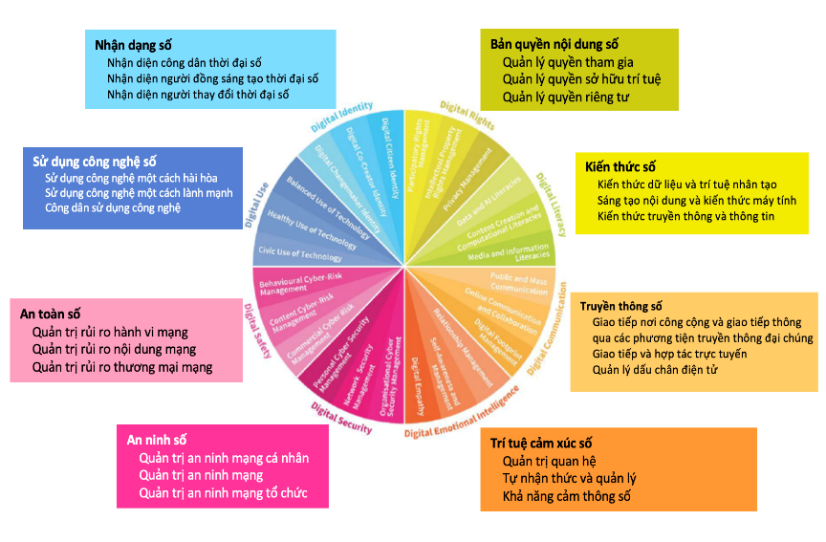 Nhận dạng số
Nhận diện công dân thời đại số
Nhận diện người đồng sáng tạo thời đại số
Nhận diện người thay đổi thời đại số
Bản quyền nội dung số
Quản lý quyền tham gia
Quản lý quyền sở hữu trí tuệ
Quản lý quyền riêng tư
Sử dụng công nghệ số
Sử dụng công nghệ một cách hài hòa
Sử dụng công nghệ một cách lành mạnh
Công dân sử dụng công nghệ
Kiến thức số
Kiến thức dữ liệu và trí tuệ nhân tạo
Sáng tạo nội dung và kiến thức máy tính
Kiến thức truyền thông và thông tin
An toàn số
Quản trị rủi ro hành vi mạng
Quản trị rủi ro nội dung mạng
Quản trị rủi ro thương mại mạng
Truyền thông số
Giao tiếp nơi công cộng và giao tiếp thông
qua các phương tiện truyền thông đại chúng
Giao tiếp và hợp tác trực tuyến
Quản lý dấu chân điện tử
An ninh số
Quản trị an ninh mạng cá nhân
Quản trị an ninh mạng
Quản trị an ninh mạng tổ chức
Trí tuệ cảm xúc số
Quản trị quan hệ
Tự nhận thức và quản lý
Khả năng cảm thông số
Digital Identity
Digital Citizen Identity
Digital Co-Creator Identity
Digital Changemaker Identity
Digital Rights
Participatory Rights
Management
Intellectual Property
Rights Management
Privacy Management
Digital Literacy
Data and AI Literacies
Content Creation and
Computational Literacies
Media and Information
Literacies
Digital Communication
Public and Mass
Communication
Online Communication
and Collaboration
Digital Footprint
Management
Digital Emotional Intelligence
Relationship Management
Self-Awareness and
Management
Digital Empathy
Digital Security
Organisational Cyber
Security Management
Network Security
Management
Personal Cyber Security
Management
Digital Safety
Commercial Cyber Risk
Management
Content Cyber-Risk
Management
Behavioural Cyber-Risk
Management
Digital Use
Civic Use of Technology
Healthy Use of Technology
Balanced Use of Technology